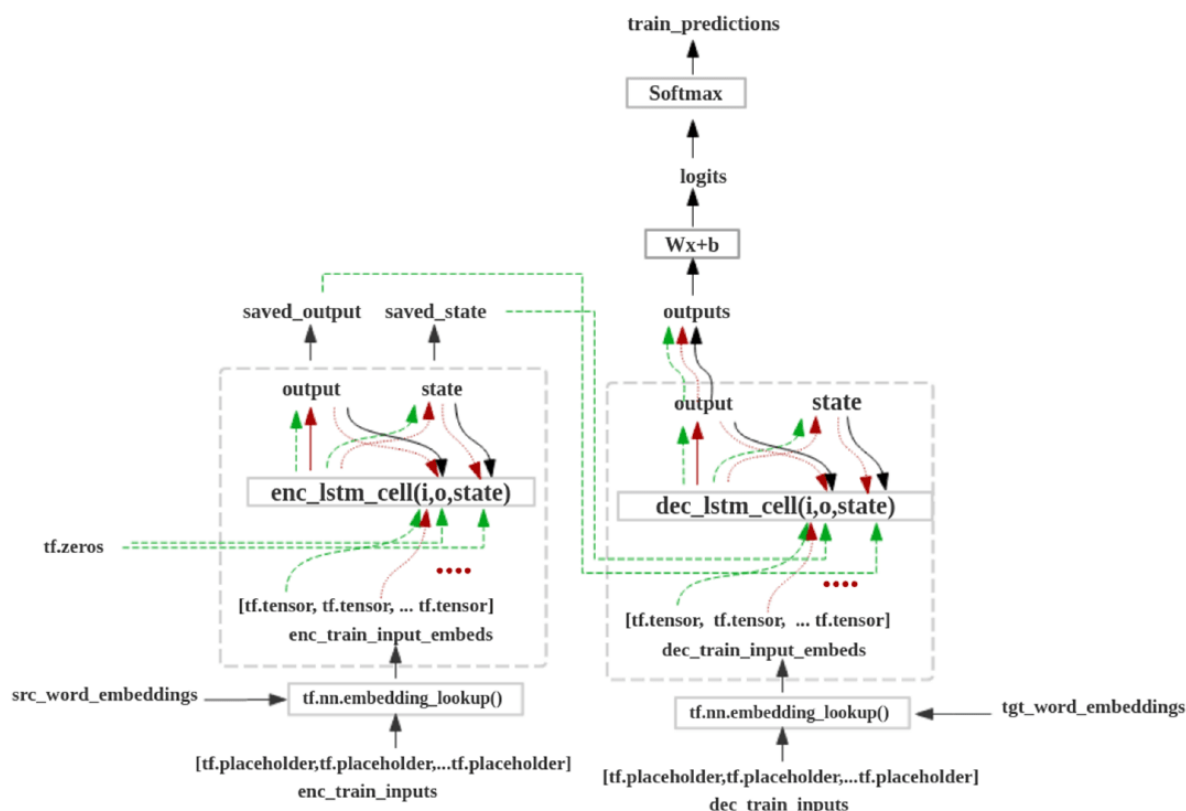 train_predictions
Softmax
logits
Wx+b
saved_output
saved_state
outputs
output
state
output
state
enc_lstm_cell(i,o,state)
dec_lstm_cell(i,o,state)
tf.zeros
[tf.tensor, tf.tensor, ... tf.tensor]
enc_train_input_embeds
[tf.tensor, tf.tensor, ... tf.tensor]
dec_train_input_embeds
src_word_embeddings
tf.nn.embedding_lookup()
tf.nn.embedding_lookup()
tgt_word_embeddings
[tf.placeholder,tf.placeholder,...tf.placeholder]
enc_train_inputs
[tf.placeholder,tf.placeholder,...tf.placeholder]
dec_train_inputs